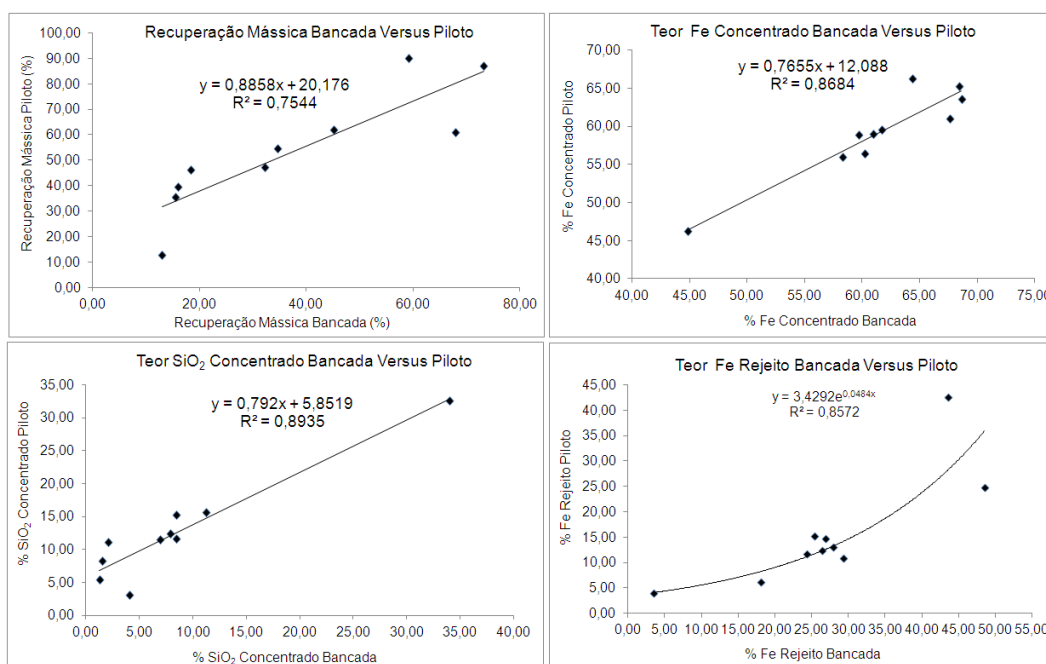 Recuperação Mássica Bancada Versus Piloto
y = 0,8858x + 20,176
R² = 0,7544
Recuperação Mássica Piloto (%)
100,00
90,00
80,00
70,00
60,00
50,00
40,00
30,00
20,00
10,00
0,00
0,00 20,00 40,00 60,00 80,00
Recuperação Mássica Bancada (%)
Teor Fe Concentrado Bancada Versus Piloto
y = 0,7655x + 12,088
R² = 0,8684
% Fe Concentrado Piloto
70,00
65,00
60,00
55,00
50,00
45,00
40,00
40,00 45,00 50,00 55,00 60,00 65,00 70,00 75,00
% Fe Concentrado Bancada
Teor SiO₂ Concentrado Bancada Versus Piloto
y = 0,792x + 5,8519
R² = 0,8935
% SiO₂ Concentrado Piloto
35,00
30,00
25,00
20,00
15,00
10,00
5,00
0,00
0,00 5,00 10,00 15,00 20,00 25,00 30,00 35,00 40,00
% SiO₂ Concentrado Bancada
Teor Fe Rejeito Bancada Versus Piloto
y = 3,4292e^0,0484x
R² = 0,8572
% Fe Rejeito Piloto
45,00
40,00
35,00
30,00
25,00
20,00
15,00
10,00
5,00
0,00
0,00 5,00 10,00 15,00 20,00 25,00 30,00 35,00 40,00 45,00 50,00 55,00
% Fe Rejeito Bancada